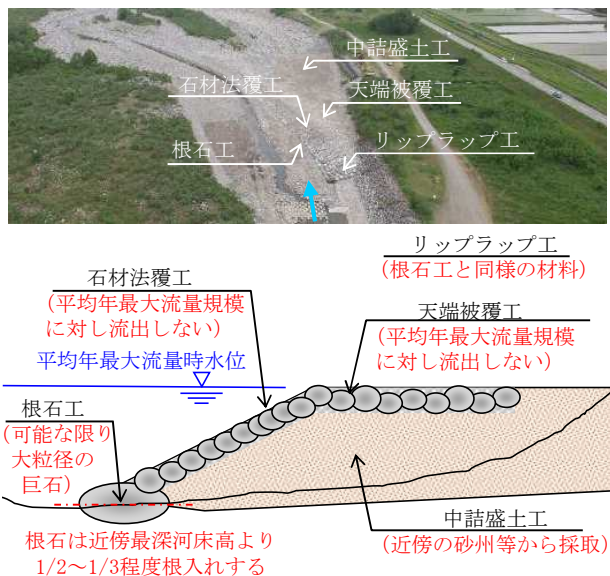 中詰盛土工
石材法覆工
天端被覆工
根石工
リップラップ工
リップラップ工
(根石工と同様の材料)
石材法覆工
(平均年最大流量規模
に対し流出しない)
天端被覆工
(平均年最大流量規模
に対し流出しない)
平均年最大流量時水位
根石工
(可能な限り
大粒径の
巨石)
中詰盛土工
(近傍の砂州等から採取)
根石は近傍最深河床高より
1/2～1/3程度根入れする